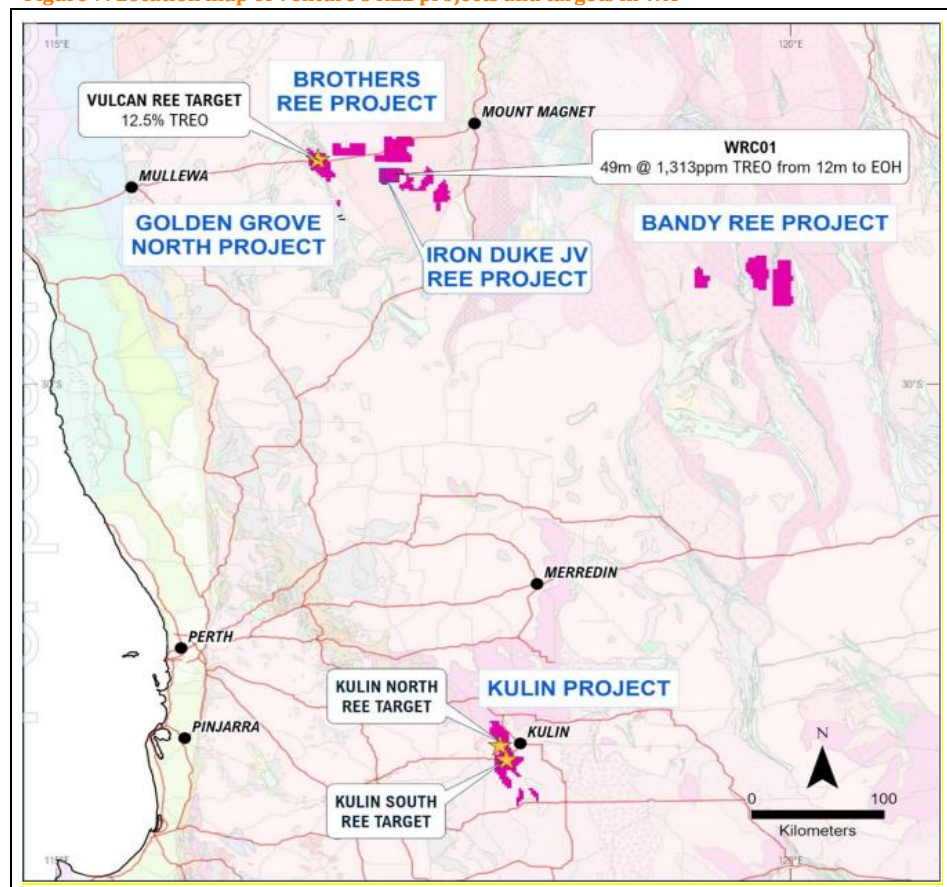 115°E
120°E
BROTHERS
REE PROJECT
VULCAN REE TARGET
12.5% TREO
MOUNT MAGNET
WRC01
49m @ 1,313ppm TREO from 12m to EOH
MULLEWA
GOLDEN GROVE
NORTH PROJECT
BANDY REE PROJECT
IRON DUKE JV
REE PROJECT
30°S
30°S
MERREDIN
PERTH
KULIN NORTH
REE TARGET
KULIN PROJECT
PINJARRA
KULIN
N
KULIN SOUTH
REE TARGET
0
100
Kilometers
115°E
120°E